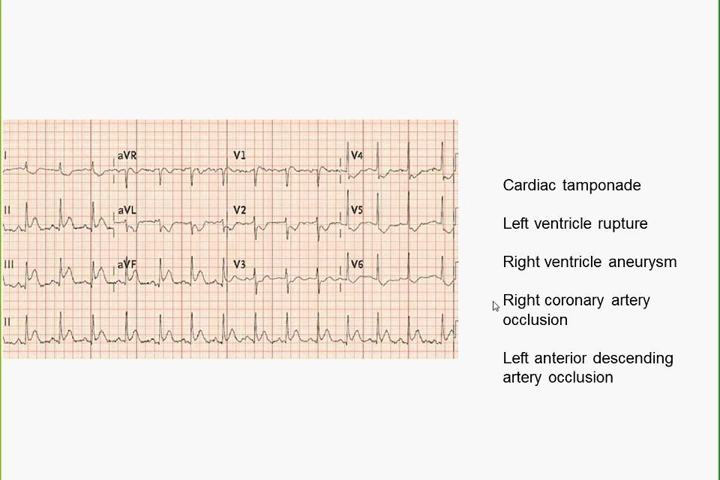 I aVR V1 V4
II aVL V2 V5
III aVF V3 V6
II
Cardiac tamponade
Left ventricle rupture
Right ventricle aneurysm
Right coronary artery
occlusion
Left anterior descending
artery occlusion